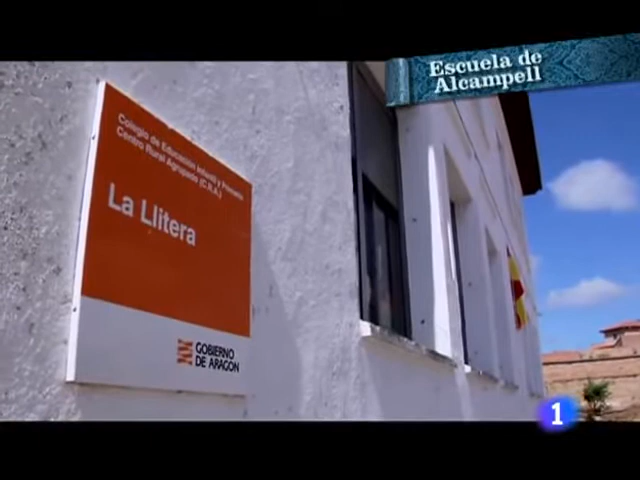 Escuela de
Alcampell
Colegio de Educación Infantil y Primaria
Centro Rural Agrupado (C.R.A.)
La Llitera
GOBIERNO
DE ARAGON
1